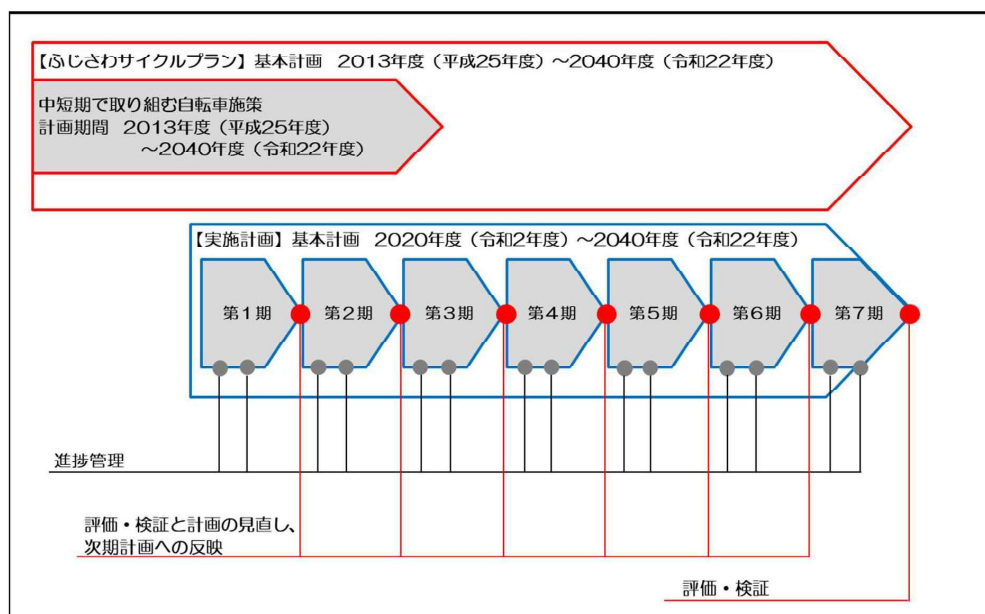 【ふじさわサイクルプラン】基本計画 2013年度（平成25年度）～2040年度（令和22年度）
中短期で取り組む自転車施策
計画期間 2013年度（平成25年度）
～2040年度（令和22年度）
【実施計画】基本計画 2020年度（令和2年度）～2040年度（令和22年度）
第1期
第2期
第3期
第4期
第5期
第6期
第7期
進捗管理
評価・検証と計画の見直し、
次期計画への反映
評価・検証